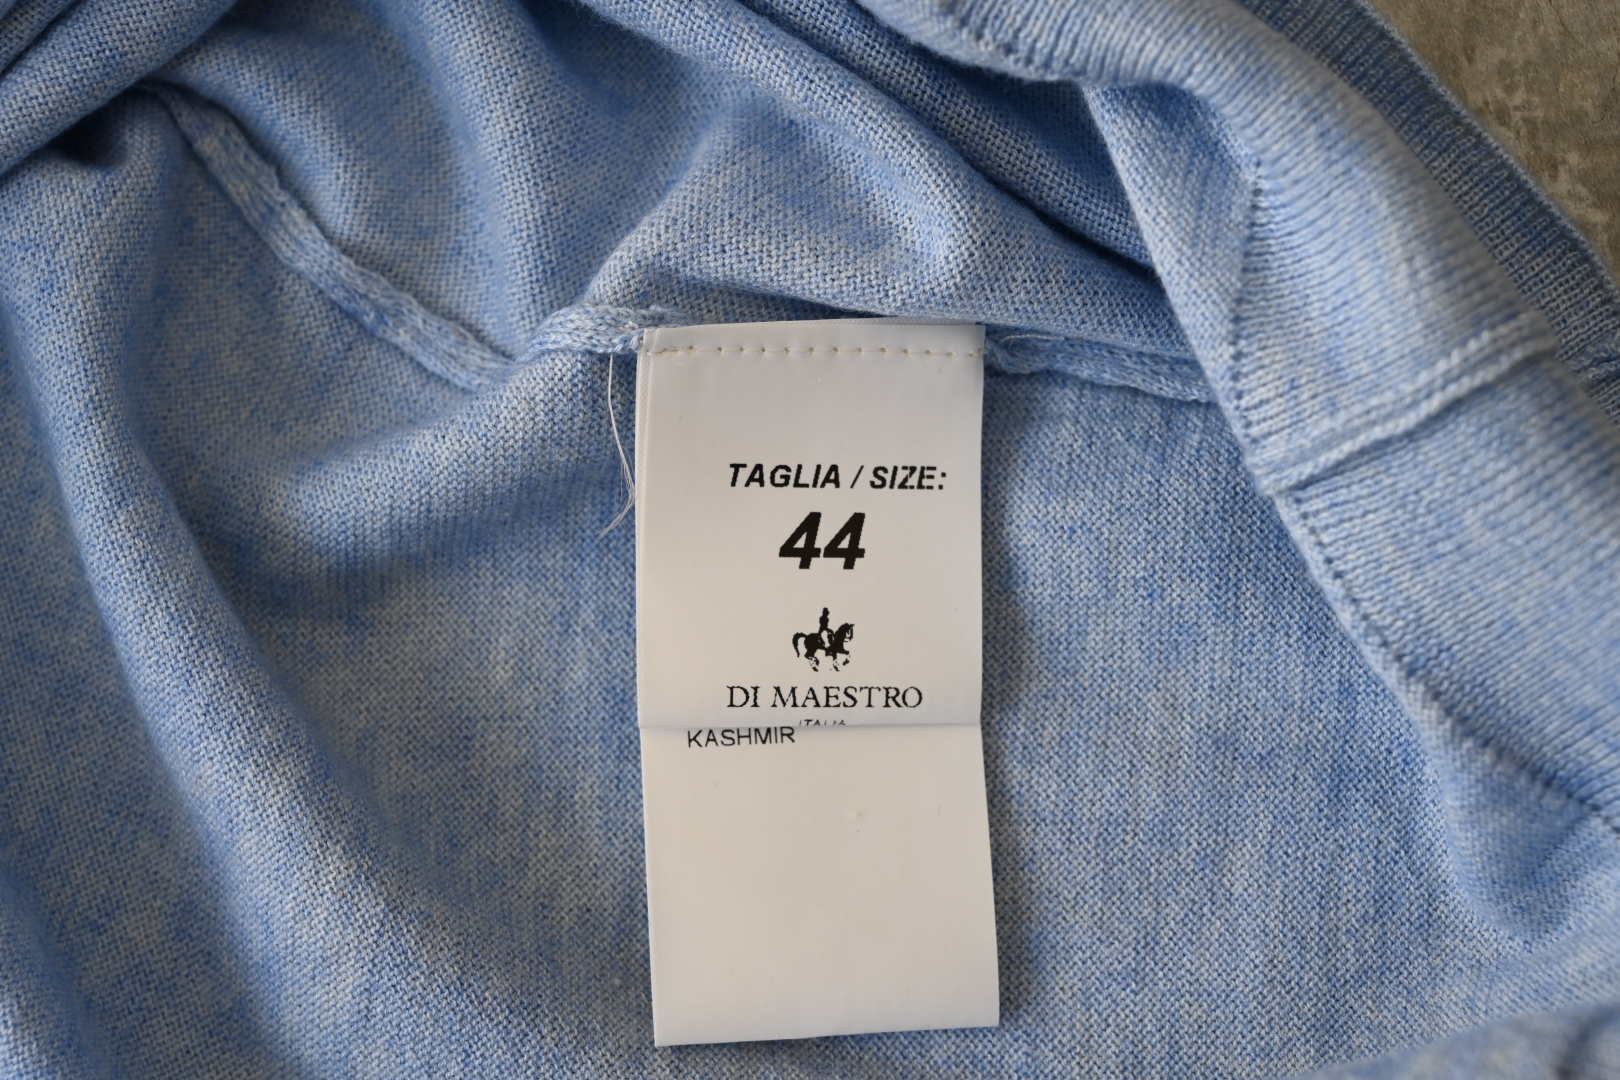 TAGLIA / SIZE:
44
DI MAESTRO
ITALIA
KASHMIR